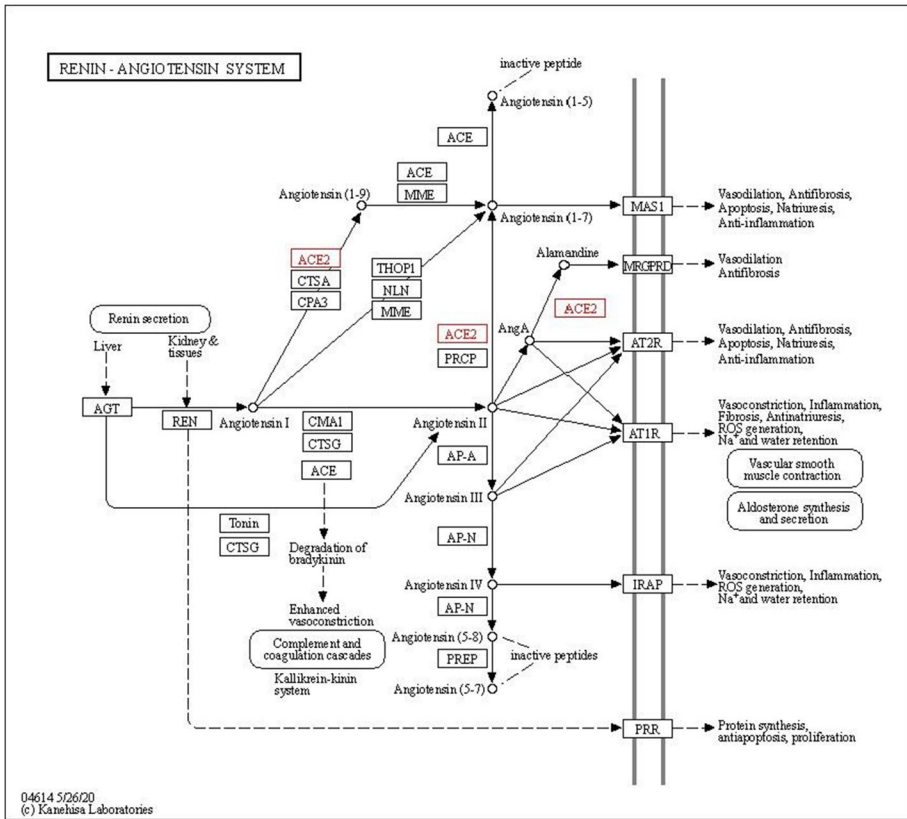 RENIN - ANGIOTENSIN SYSTEM
inactive peptide
Angiotensin (1-5)
ACE
ACE
MME
Angiotensin (1-9)
Angiotensin (1-7)
MAS1
Vasodilation, Antifibrosis,
Apoptosis, Natriuresis,
Anti-inflammation
ACE2
CTSA
CPA3
THOP1
NLN
MME
Alamandine
MRGPRD
Vasodilation
Antifibrosis
ACE2
ACE2
PRCP
AngA
AT2R
Vasodilation, Antifibrosis,
Apoptosis, Natriuresis,
Anti-inflammation
Renin secretion
Liver
Kidney &
tissues
AGT
REN
Angiotensin I
CMA1
CTSG
ACE
Angiotensin II
AT1R
Vasoconstriction, Inflammation,
Fibrosis, Antinatriuresis,
ROS generation,
Na⁺ and water retention
Vascular smooth
muscle contraction
Aldosterone synthesis
and secretion
AP-A
Angiotensin III
Tonin
CTSG
AP-N
Degradation of
bradykinin
Enhanced
vasoconstriction
Complement and
coagulation cascades
Kallikrein-kinin
system
Angiotensin IV
IRAP
Vasoconstriction, Inflammation,
ROS generation,
Na⁺ and water retention
AP-N
Angiotensin (5-8)
PREP
inactive peptides
Angiotensin (5-7)
PRR
Protein synthesis,
antiapoptosis, proliferation
04614 5/26/20
(c) Kanehisa Laboratories